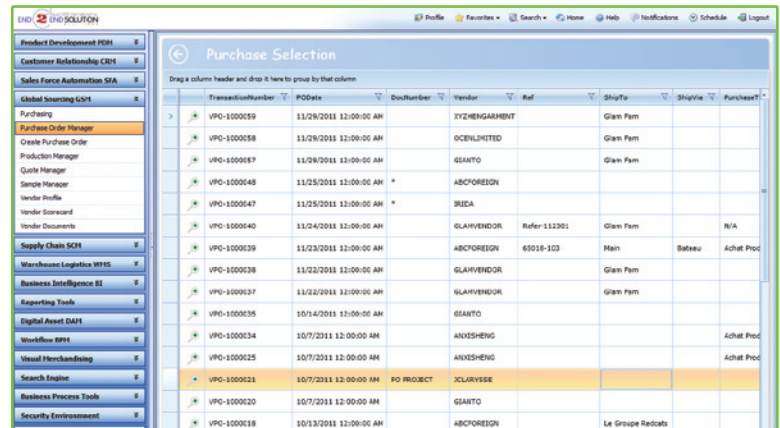 END 2 END SOLUTION
Profile Favorites Search Home Help Notifications Schedule Logout
Product Development PDM
Customer Relationship CRM
Sales Force Automation SFA
Global Sourcing GSM
Purchasing
Purchase Order Manager
Create Purchase Order
Production Manager
Quote Manager
Sample Manager
Vendor Profile
Vendor Scorecard
Vendor Documents
Supply Chain SCM
Warehouse Logistics WMS
Business Intelligence BI
Reporting Tools
Digital Asset DAM
Workflow BPM
Visual Merchandising
Search Engine
Business Process Tools
Security Environment
Purchase Selection
Drag a column header and drop it here to group by that column
TransactionNumber PODate DocNumber Vendor Ref ShipTo ShipVia PurchaseT
> VPO-1000059 11/29/2011 12:00:00 AM XYZHENGARMENT Glam Fam
VPO-1000058 11/29/2011 12:00:00 AM OCENLIMITED Glam Fam
VPO-1000057 11/29/2011 12:00:00 AM GIANTO Glam Fam
VPO-1000048 11/25/2011 12:00:00 AM * ABCFOREIGN
VPO-1000047 11/25/2011 12:00:00 AM * IRIDA
VPO-1000040 11/24/2011 12:00:00 AM GLAMVENDOR Refer-112301 Glam Fam N/A
VPO-1000039 11/23/2011 12:00:00 AM ABCFOREIGN 65018-103 Main Bateau Achat Prod
VPO-1000038 11/22/2011 12:00:00 AM GLAMVENDOR Glam Fam
VPO-1000037 11/22/2011 12:00:00 AM GLAMVENDOR Glam Fam
VPO-1000035 10/14/2011 12:00:00 AM GIANTO
VPO-1000034 10/7/2011 12:00:00 AM ANXISHENG Achat Prod
VPO-1000025 10/7/2011 12:00:00 AM ANXISHENG Achat Prod
VPO-1000021 10/7/2011 12:00:00 AM PO PROJECT JCLARYSSE
VPO-1000020 10/7/2011 12:00:00 AM GIANTO
VPO-1000018 10/13/2011 12:00:00 AM ABCFOREIGN Le Groupe Redcats